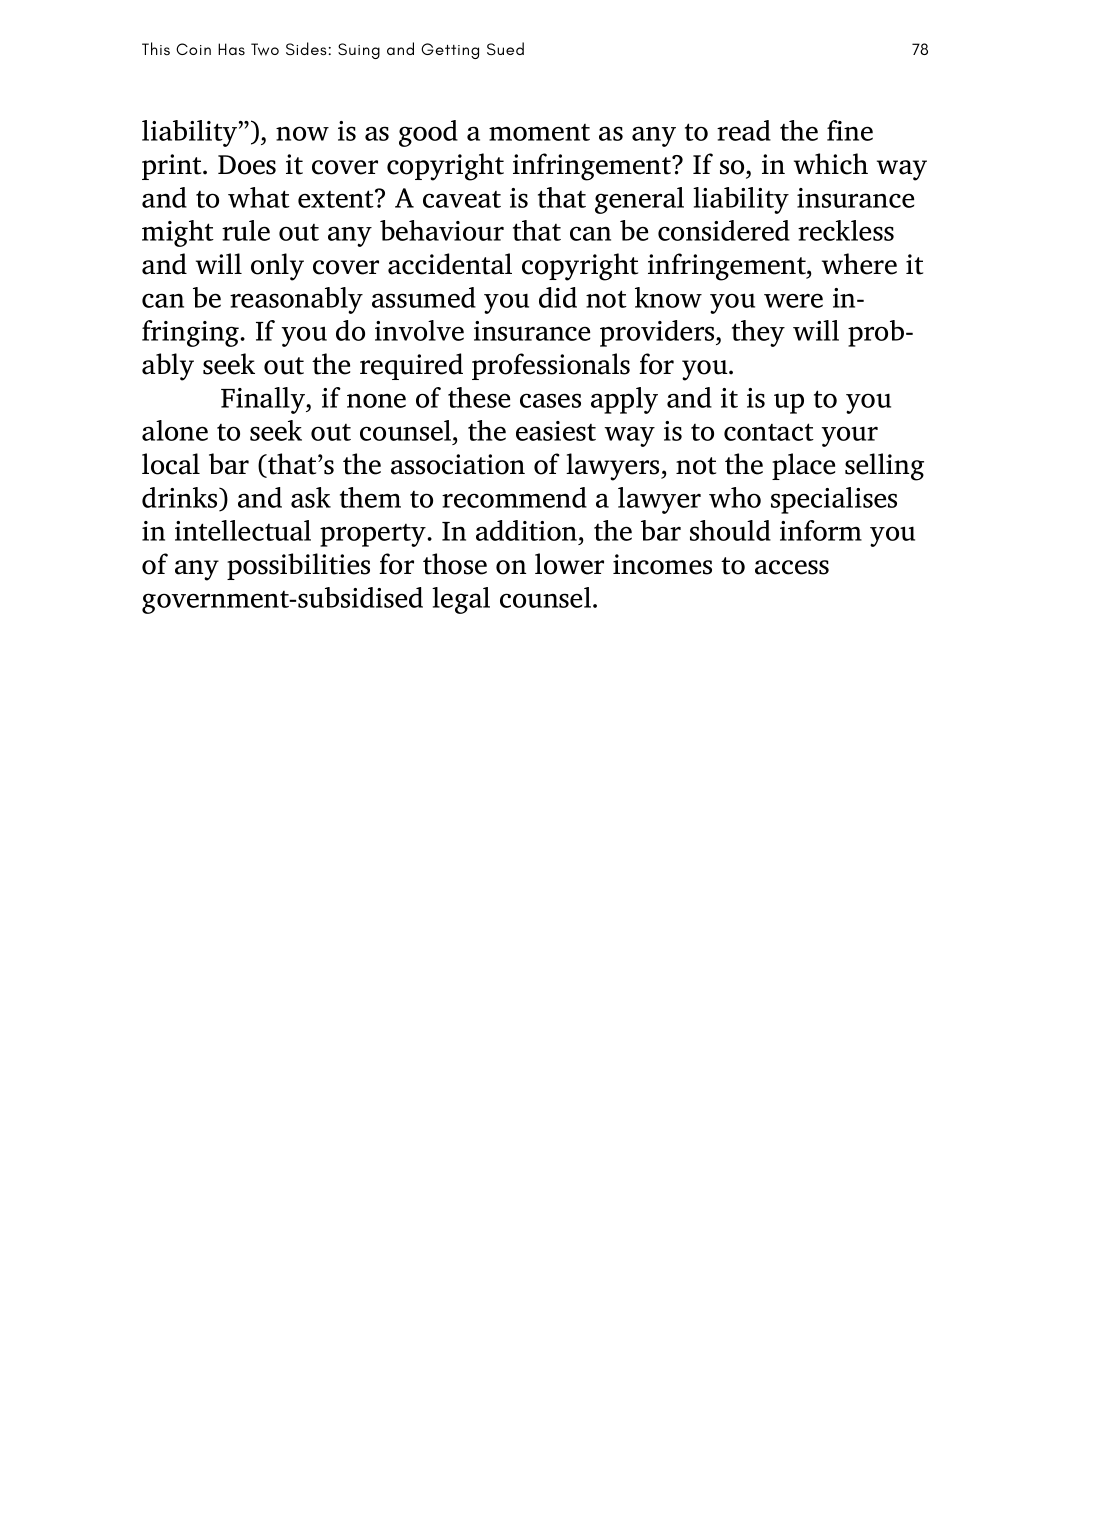 This Coin Has Two Sides: Suing and Getting Sued 78
liability”), now is as good a moment as any to read the fine
print. Does it cover copyright infringement? If so, in which way
and to what extent? A caveat is that general liability insurance
might rule out any behaviour that can be considered reckless
and will only cover accidental copyright infringement, where it
can be reasonably assumed you did not know you were in-
fringing. If you do involve insurance providers, they will prob-
ably seek out the required professionals for you.
Finally, if none of these cases apply and it is up to you
alone to seek out counsel, the easiest way is to contact your
local bar (that’s the association of lawyers, not the place selling
drinks) and ask them to recommend a lawyer who specialises
in intellectual property. In addition, the bar should inform you
of any possibilities for those on lower incomes to access
government-subsidised legal counsel.